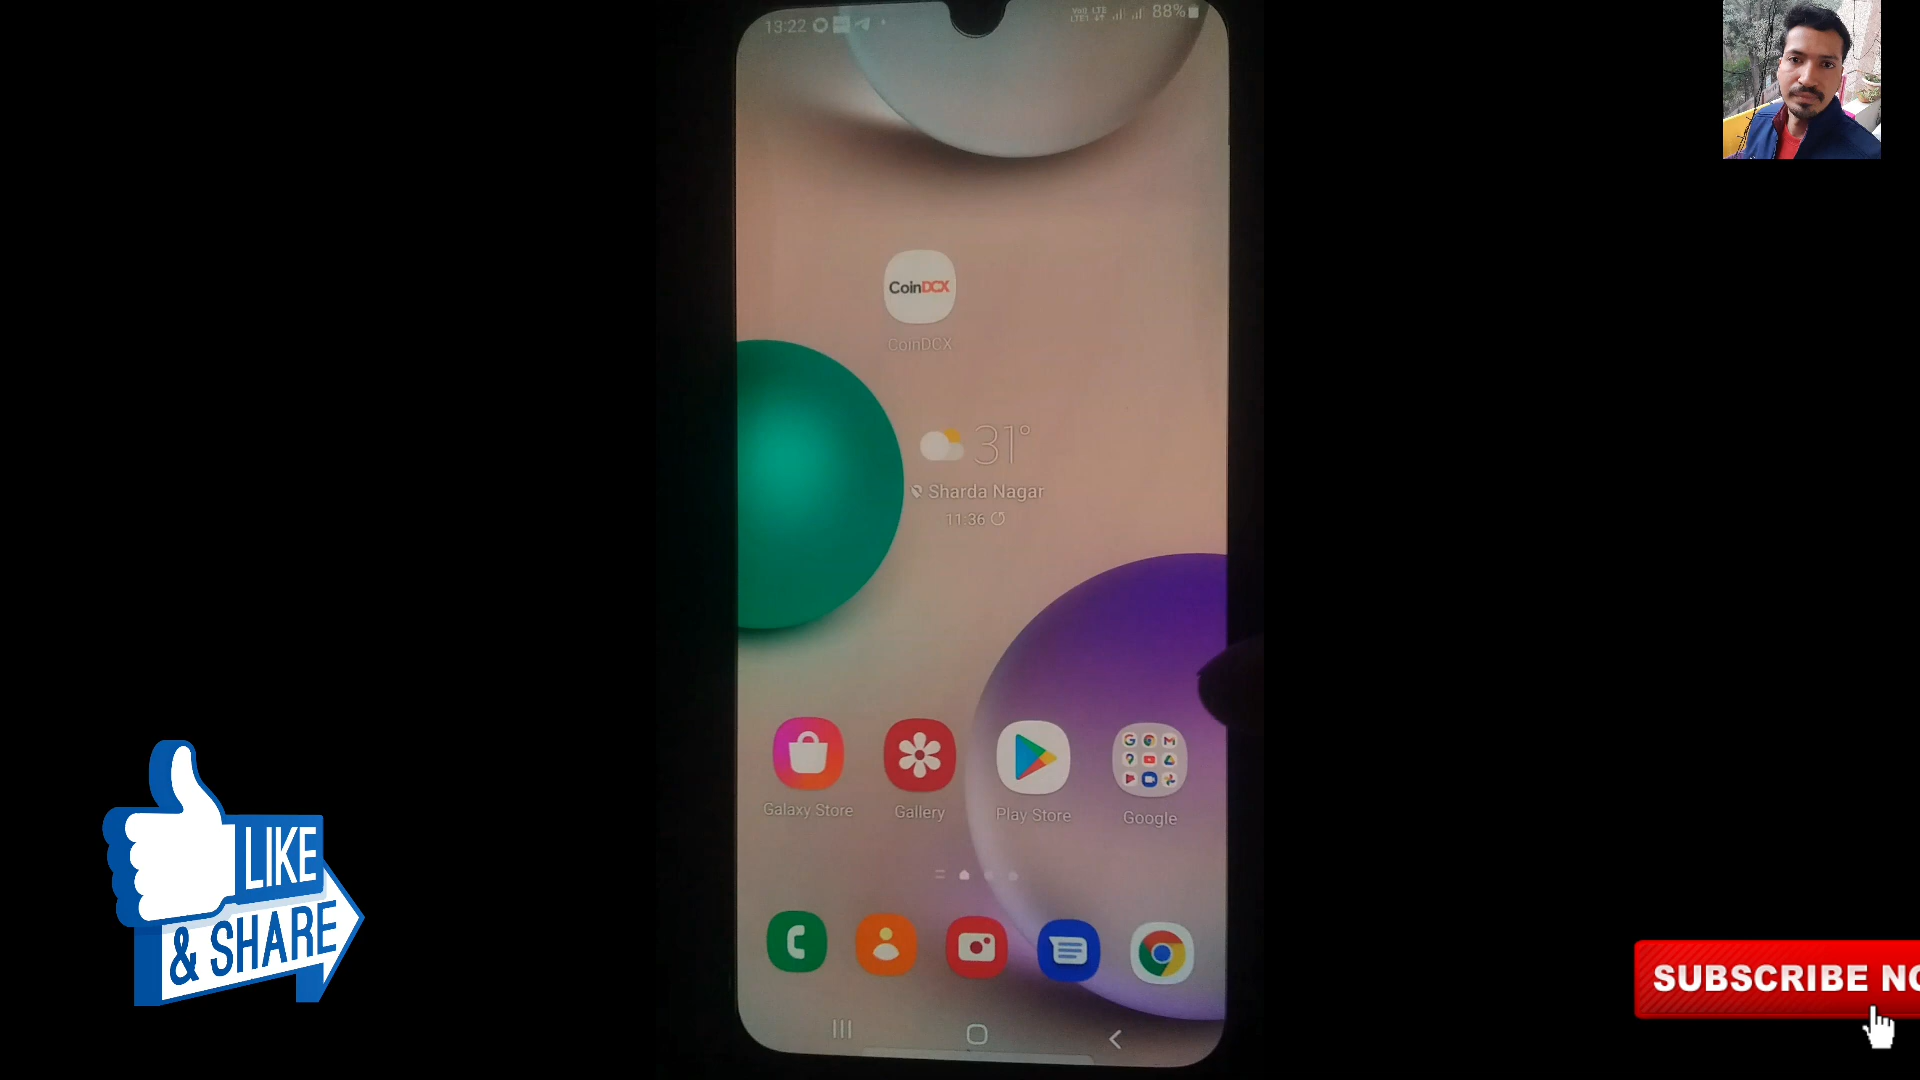 13:22
88%
CoinDCX
CoinDCX
31°
Sharda Nagar
11:36
Galaxy Store
Gallery
Play Store
Google
LIKE
& SHARE
SUBSCRIBE